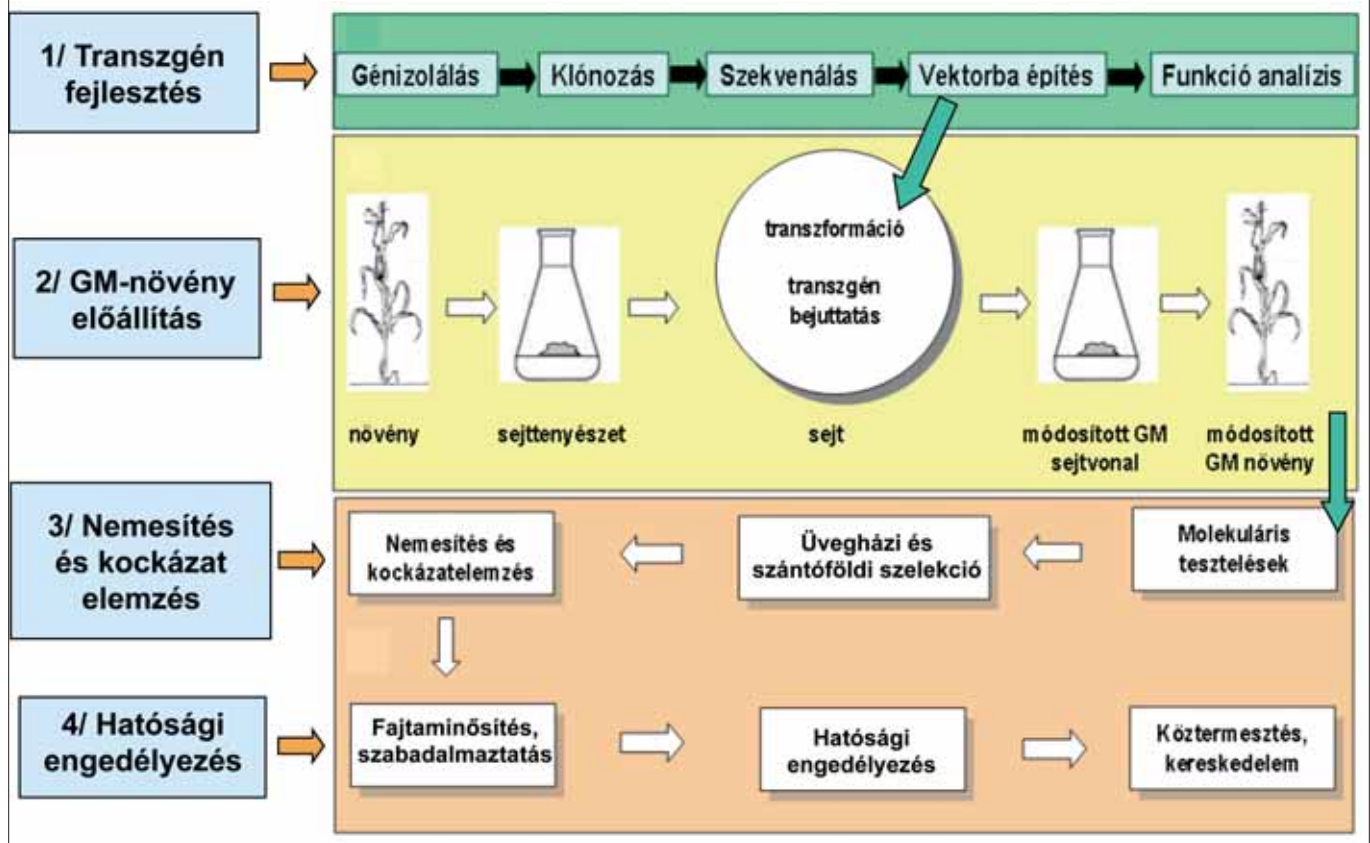 1/ Transzgén
fejlesztés
Génizolálás
Klónozás
Szekvenálás
Vektorba építés
Funkció analízis
2/ GM-növény
előállítás
transzformáció
transzgén
bejuttatás
növény
sejttenyészet
sejt
módosított GM
sejtvonal
módosított
GM növény
3/ Nemesítés
és kockázat
elemzés
Nemesítés és
kockázatelemzés
Üvegházi és
szántóföldi szelekció
Molekuláris
tesztelések
4/ Hatósági
engedélyezés
Fajtaminősítés,
szabadalmaztatás
Hatósági
engedélyezés
Köztermesztés,
kereskedelem